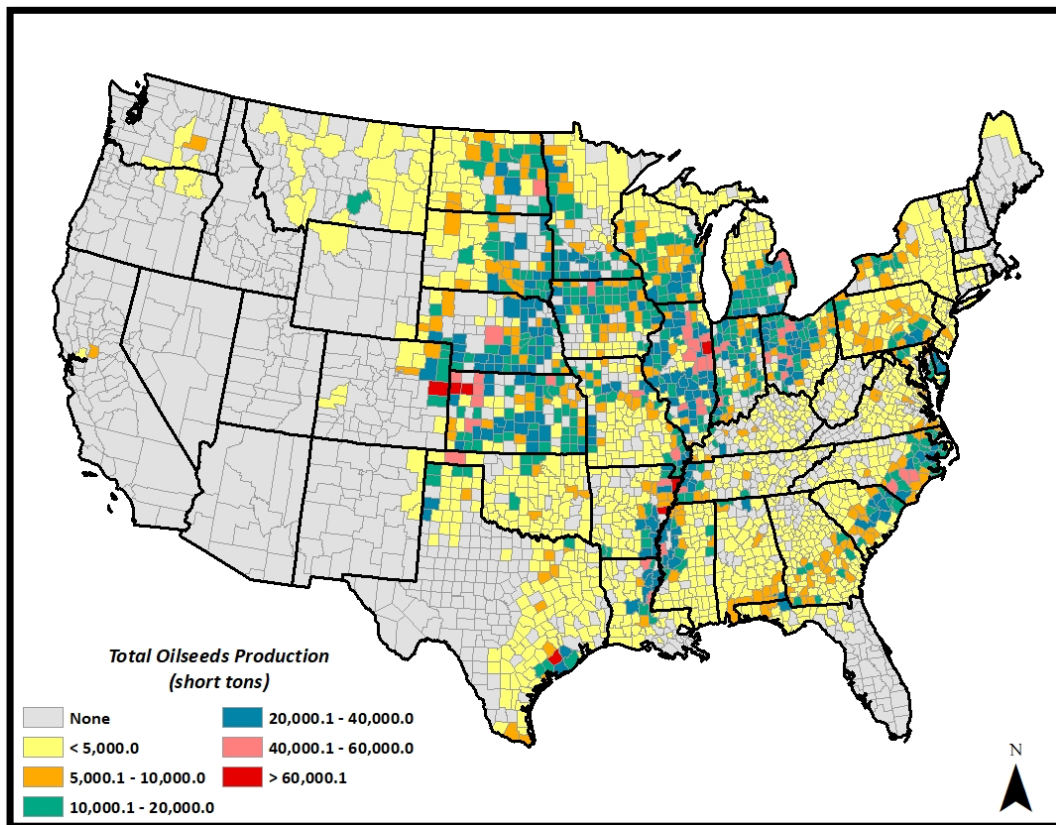 Total Oilseeds Production
(short tons)
None
< 5,000.0
5,000.1 - 10,000.0
10,000.1 - 20,000.0
20,000.1 - 40,000.0
40,000.1 - 60,000.0
> 60,000.1
N